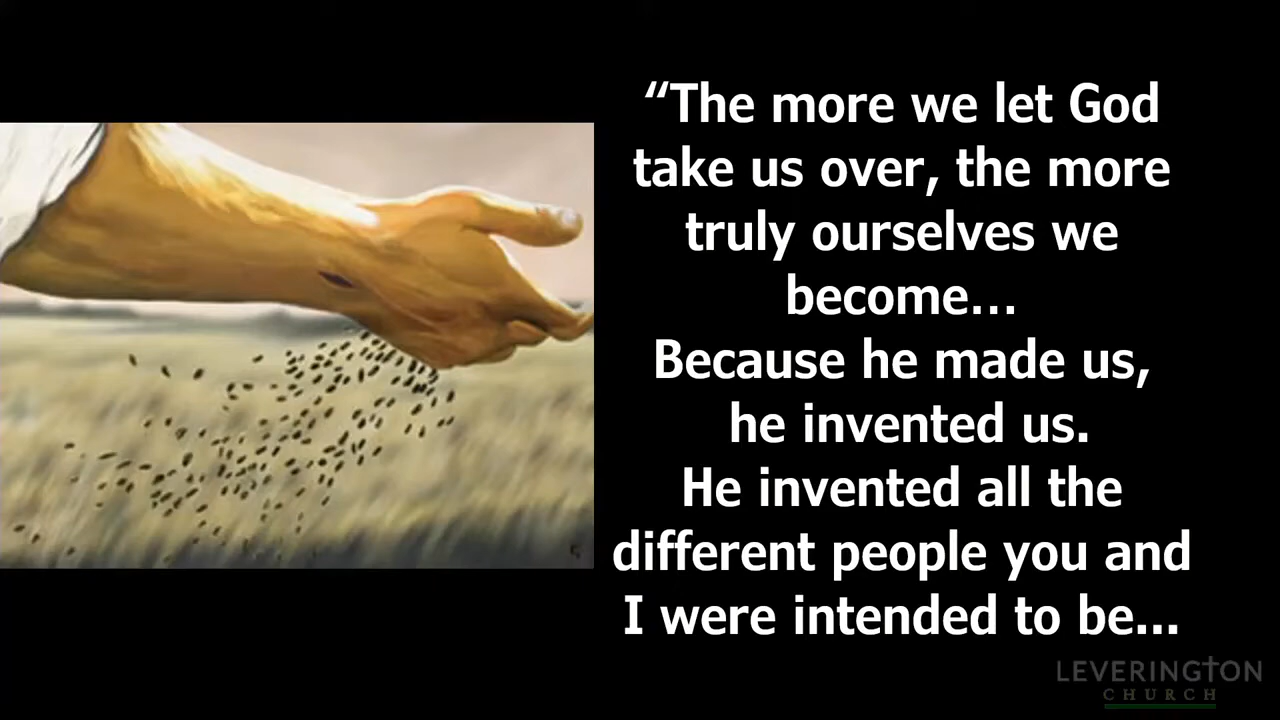 “The more we let God
take us over, the more
truly ourselves we
become...
Because he made us,
he invented us.
He invented all the
different people you and
I were intended to be...
LEVERINGTON
CHURCH